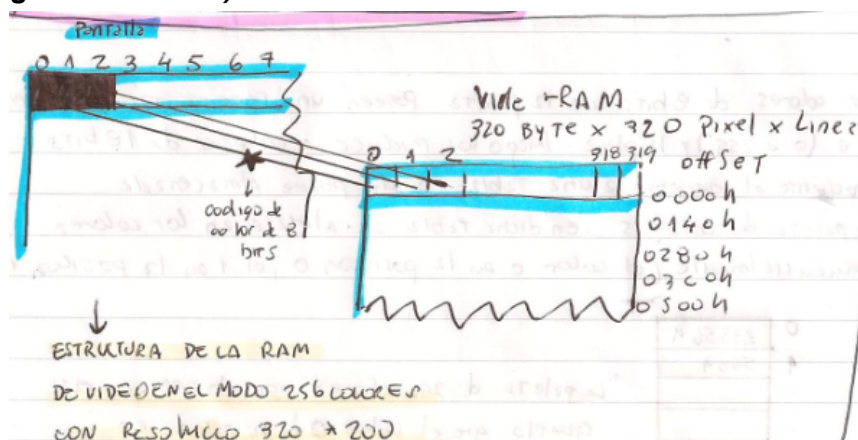 Pantalla
0 1 2 3 4 5 6 7
Vide +RAM
320 BYTE x 320 Pixel x Linea
0 1 2 318 319 offSET
0000h
0140h
0280h
03C0h
0500h
codigo de
color de 8
bits
ESTRUCTURA DE LA RAM
DE VIDEO EN EL MODO 256 COLORES
CON RESOLUCIO 320 * 200